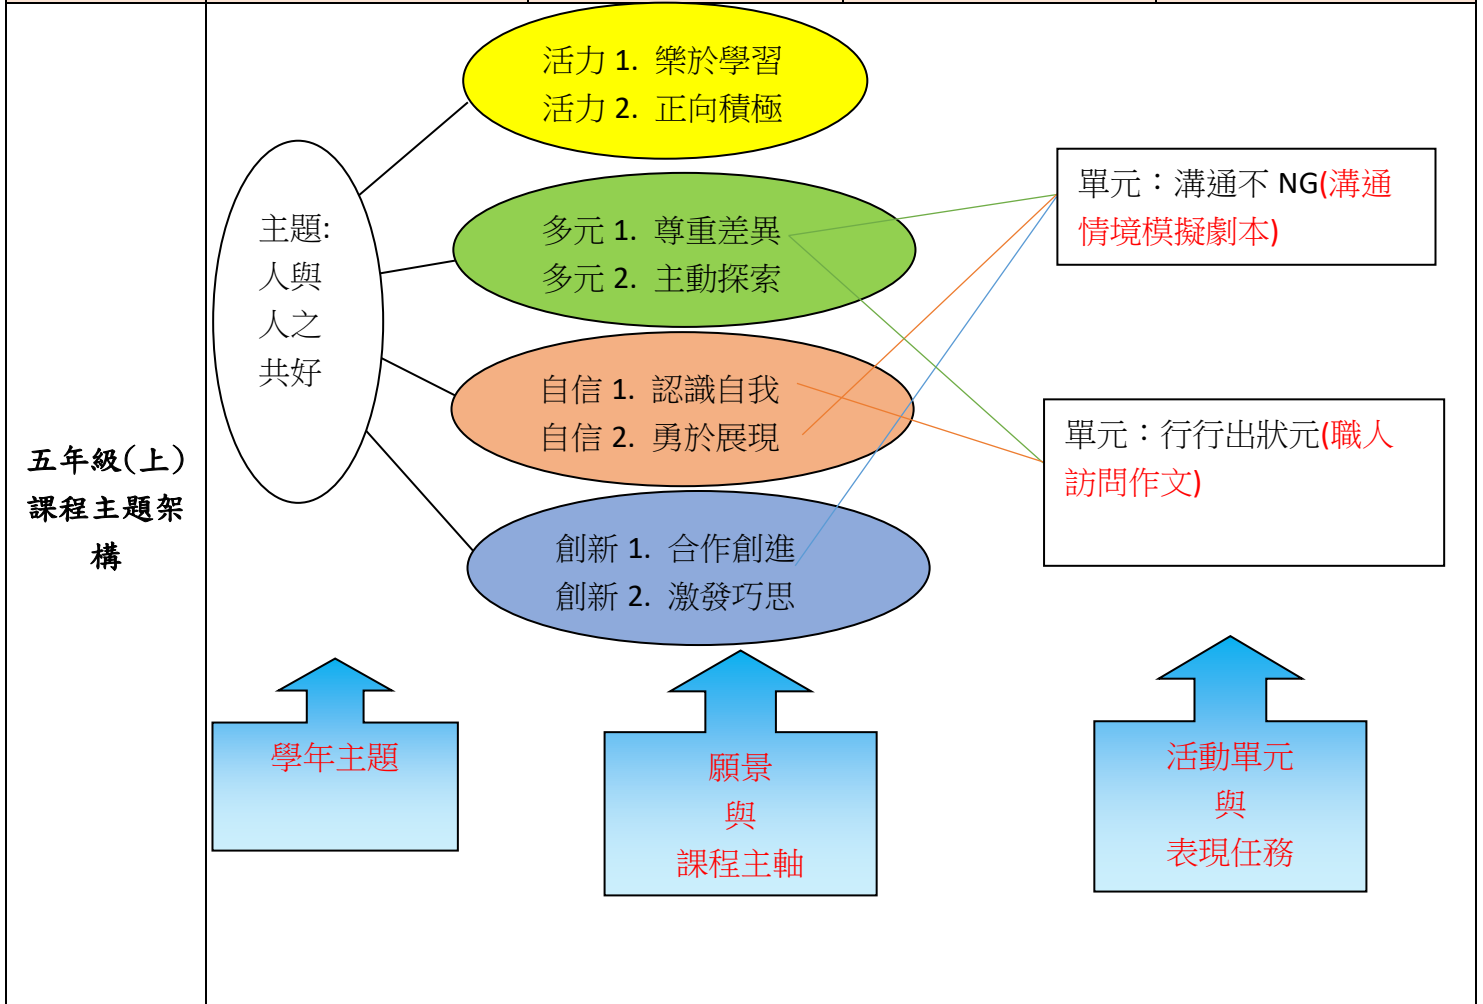 五年級(上)
課程主題架
構
主題:
人與
人之
共好
活力 1. 樂於學習
活力 2. 正向積極
多元 1. 尊重差異
多元 2. 主動探索
自信 1. 認識自我
自信 2. 勇於展現
創新 1. 合作創進
創新 2. 激發巧思
單元：溝通不 NG(溝通
情境模擬劇本)
單元：行行出狀元(職人
訪問作文)
學年主題
願景
與
課程主軸
活動單元
與
表現任務